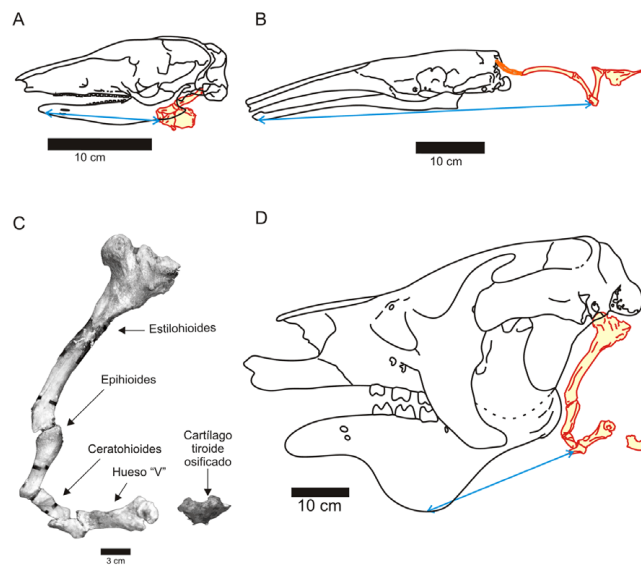 A
B
10 cm
10 cm
C
D
Estilohioides
Epihioides
Ceratohioides
Hueso “V”
Cartílago
tiroide
osificado
3 cm
10 cm